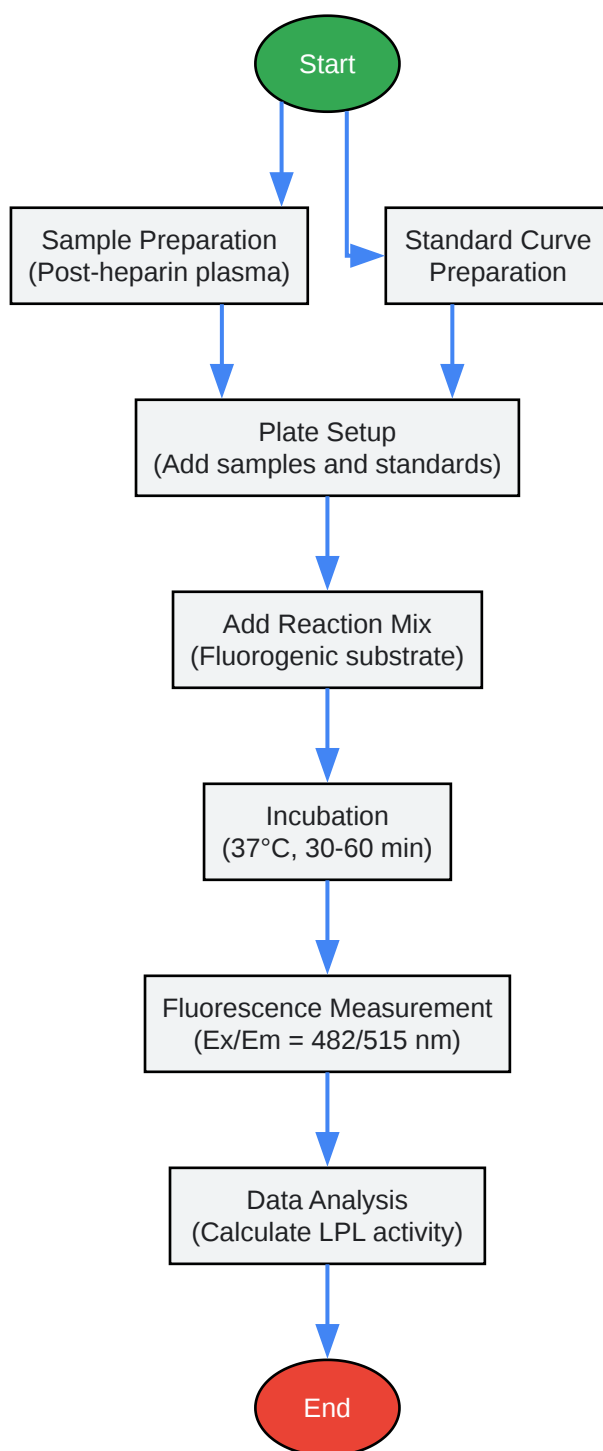 Start
Sample Preparation
(Post-heparin plasma)
Standard Curve
Preparation
Plate Setup
(Add samples and standards)
Add Reaction Mix
(Fluorogenic substrate)
Incubation
(37°C, 30-60 min)
Fluorescence Measurement
(Ex/Em = 482/515 nm)
Data Analysis
(Calculate LPL activity)
End